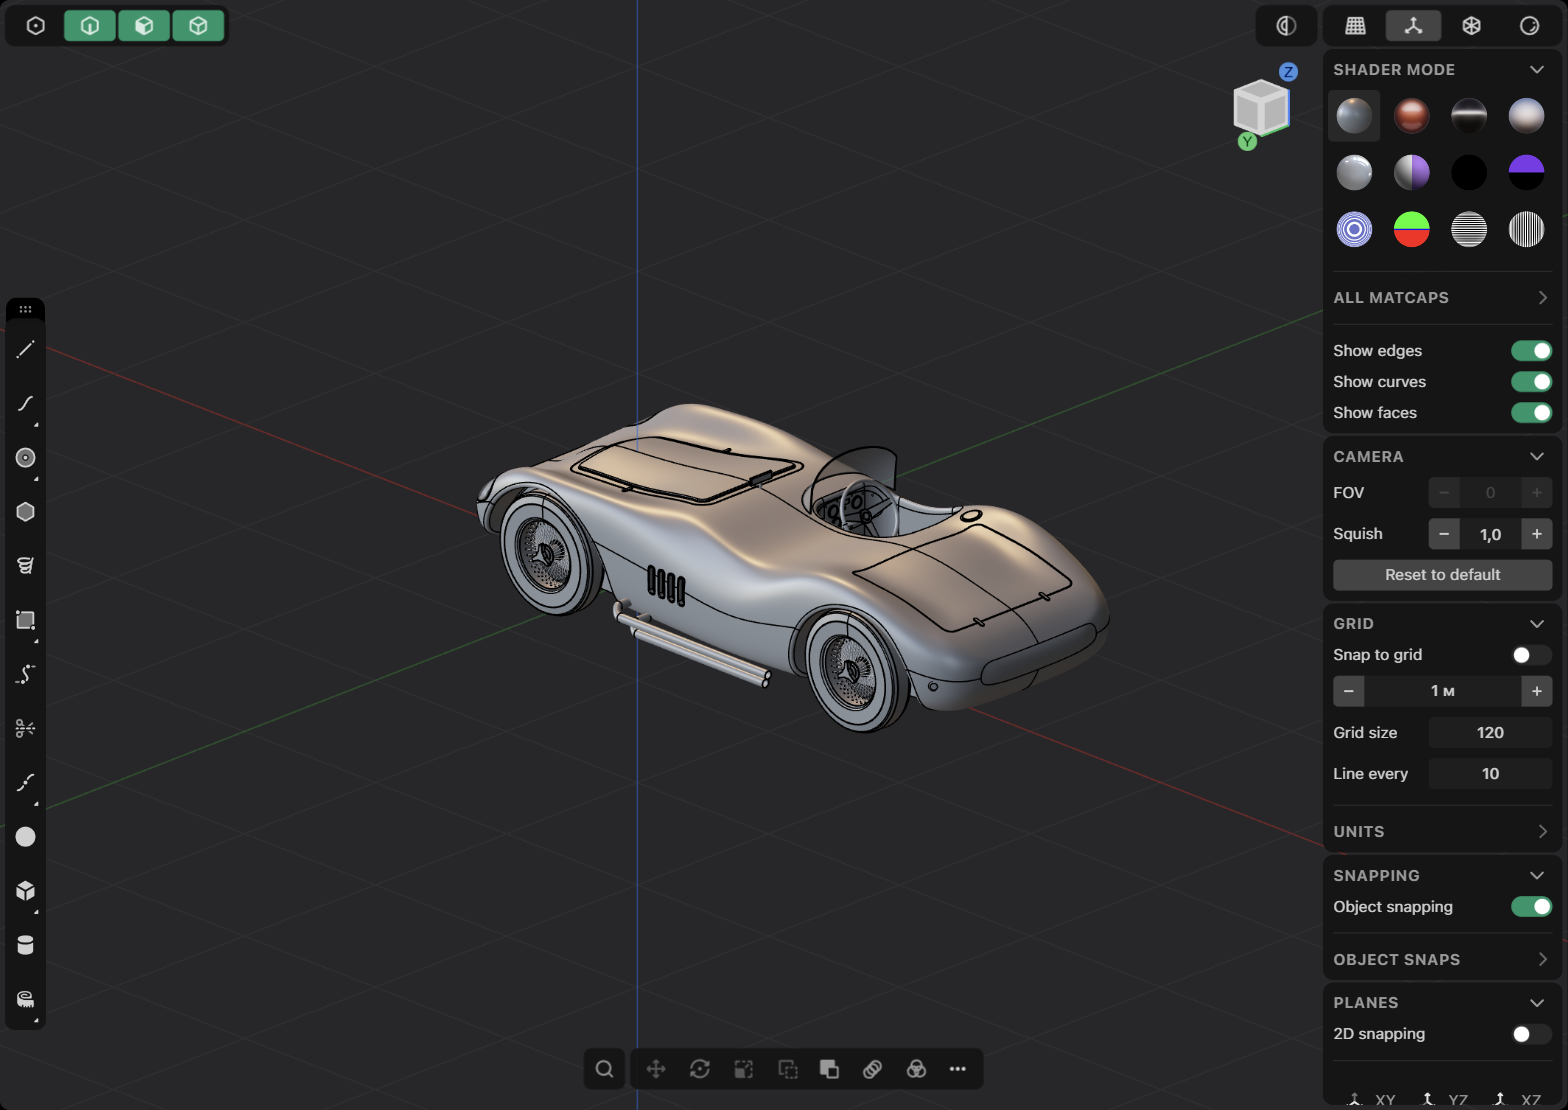 Z
Y
SHADER MODE
ALL MATCAPS
Show edges
Show curves
Show faces
CAMERA
FOV
− 0 +
Squish
− 1,0 +
Reset to default
GRID
Snap to grid
− 1 м +
Grid size 120
Line every 10
UNITS
SNAPPING
Object snapping
OBJECT SNAPS
PLANES
2D snapping
XY YZ XZ